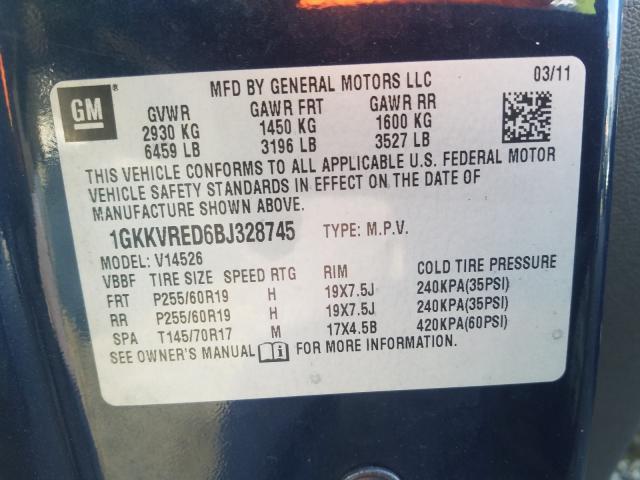 MFD BY GENERAL MOTORS LLC 03/11
GM
GVWR GAWR FRT GAWR RR
2930 KG 1450 KG 1600 KG
6459 LB 3196 LB 3527 LB
THIS VEHICLE CONFORMS TO ALL APPLICABLE U.S. FEDERAL MOTOR
VEHICLE SAFETY STANDARDS IN EFFECT ON THE DATE OF
MANUFACTURE SHOWN ABOVE.
1GKKVRED6BJ328745 TYPE: M.P.V.
MODEL: V14526
VBBF TIRE SIZE SPEED RTG RIM COLD TIRE PRESSURE
FRT P255/60R19 H 19X7.5J 240KPA(35PSI)
RR P255/60R19 H 19X7.5J 240KPA(35PSI)
SPA T145/70R17 M 17X4.5B 420KPA(60PSI)
SEE OWNER'S MANUAL FOR MORE INFORMATION.